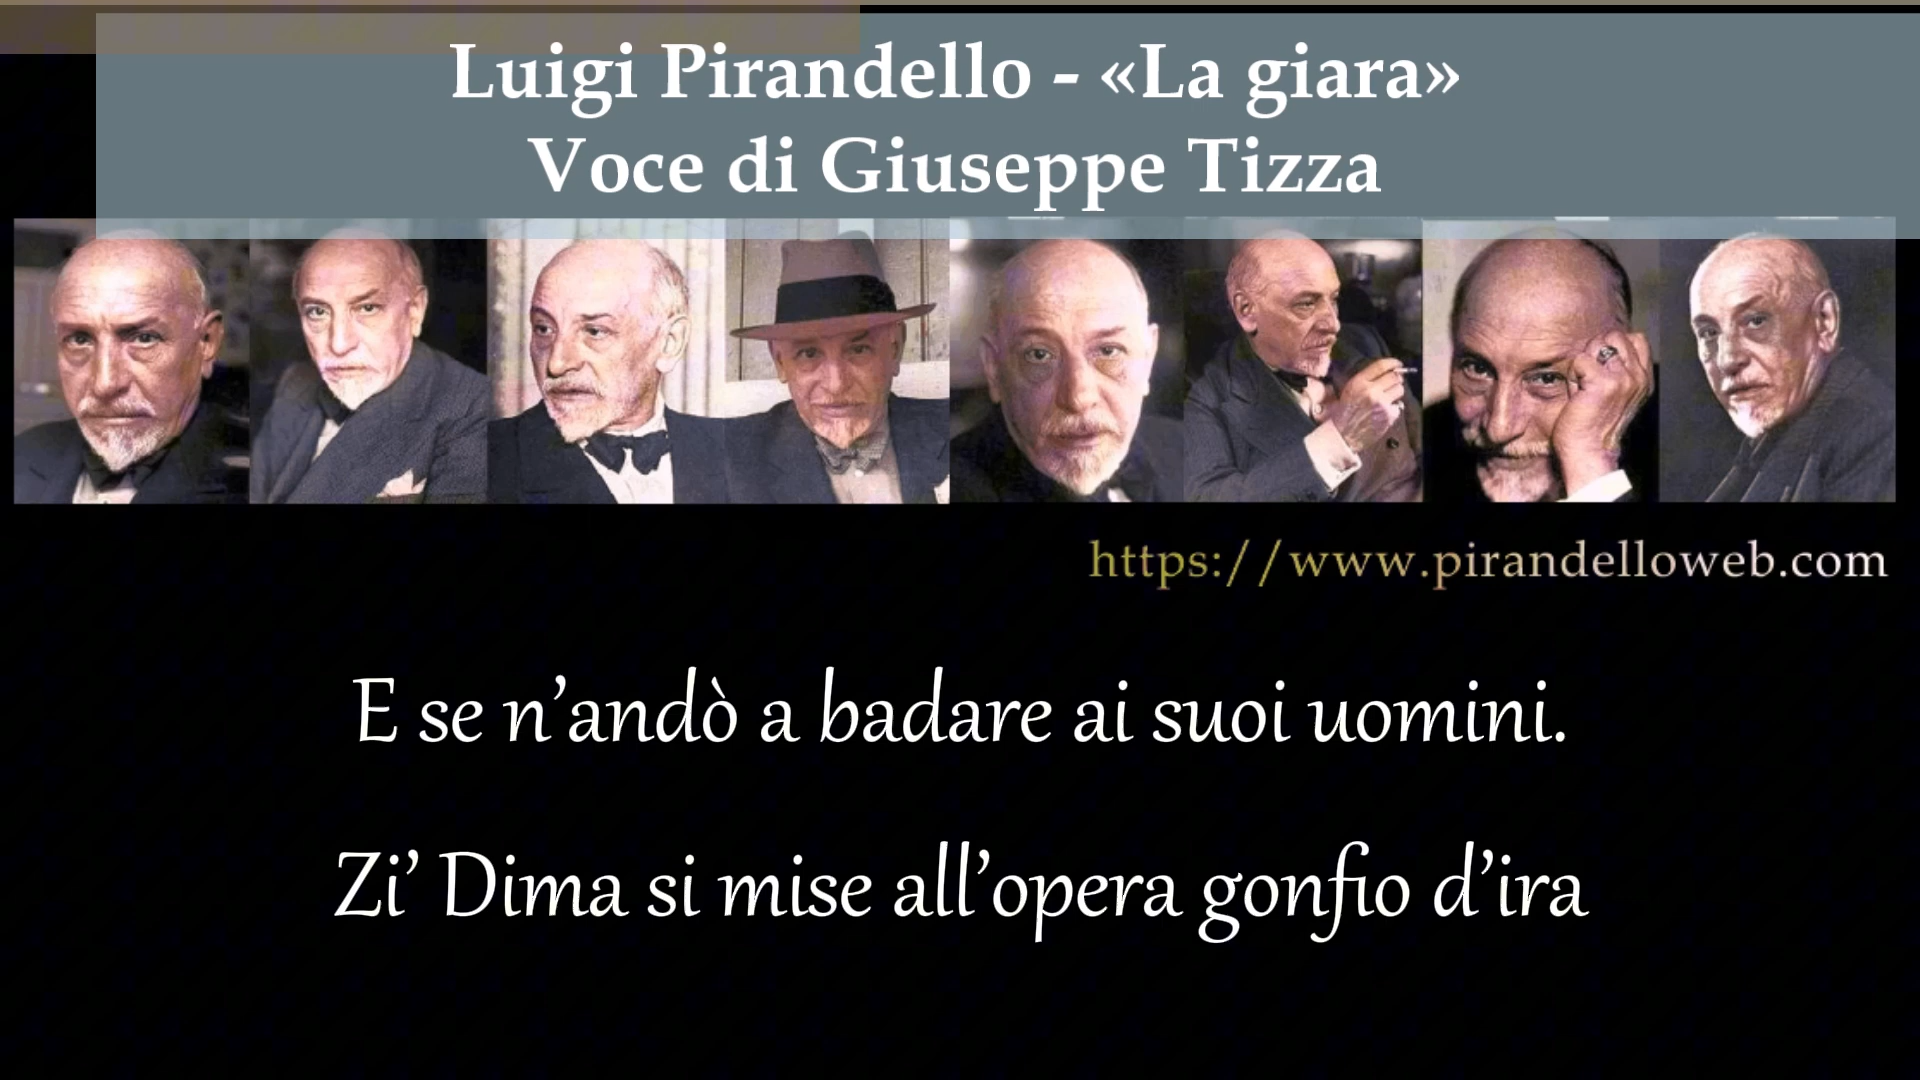 Luigi Pirandello - «La giara»
Voce di Giuseppe Tizza
https://www.pirandelloweb.com
E se n’andò a badare ai suoi uomini.
Zi’ Dima si mise all’opera gonfio d’ira